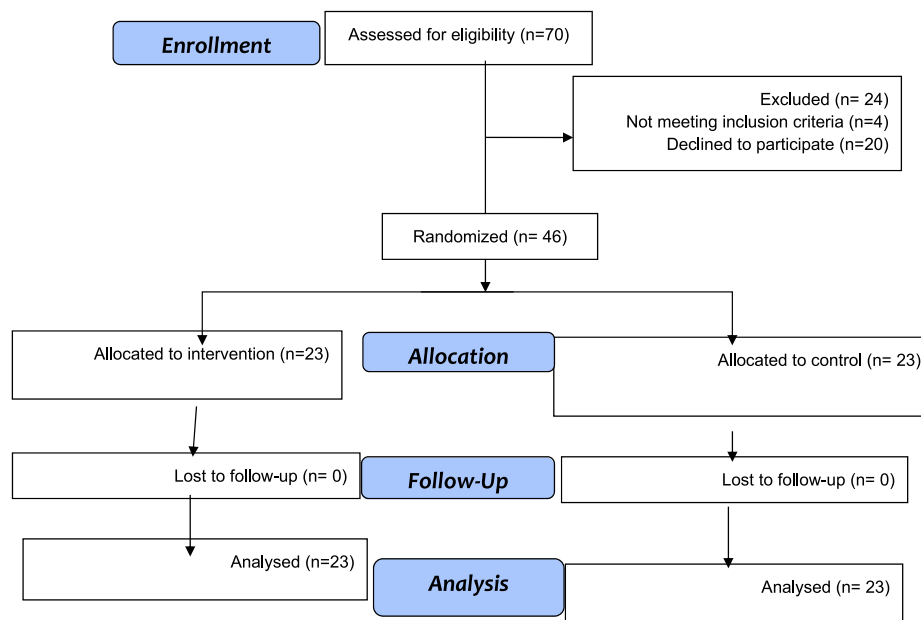 Enrollment
Assessed for eligibility (n=70)
Excluded (n= 24)
Not meeting inclusion criteria (n=4)
Declined to participate (n=20)
Randomized (n= 46)
Allocated to intervention (n=23)
Allocation
Allocated to control (n= 23)
Lost to follow-up (n= 0)
Follow-Up
Lost to follow-up (n= 0)
Analysed (n=23)
Analysis
Analysed (n= 23)